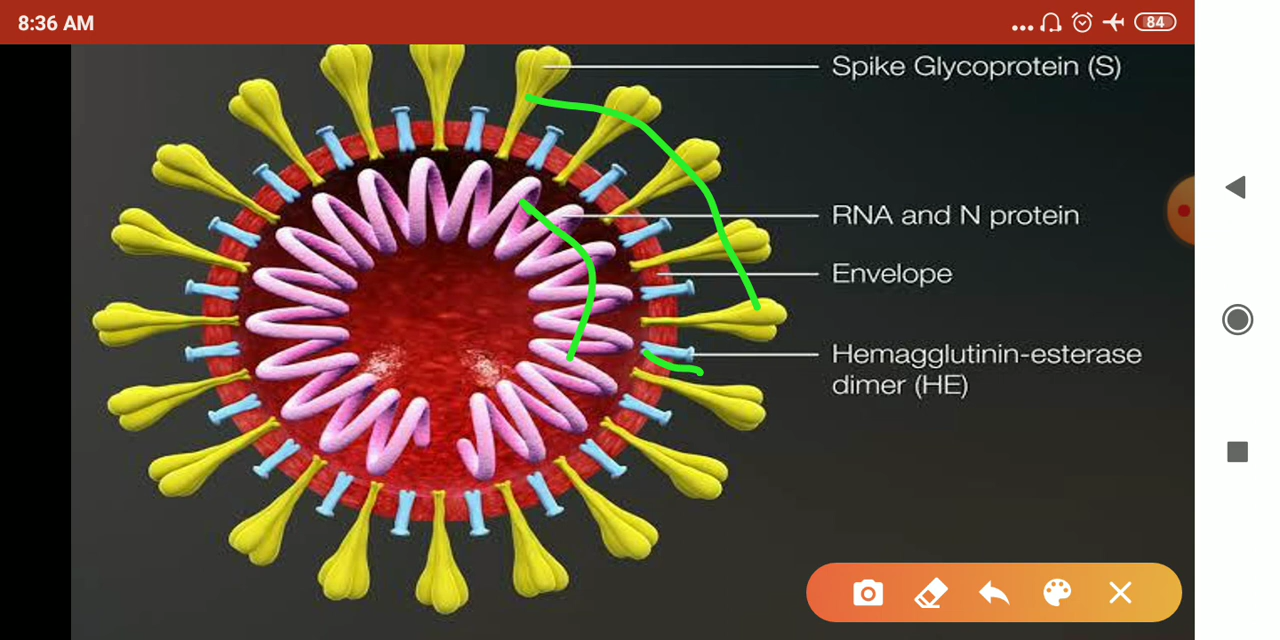 8:36 AM
84
Spike Glycoprotein (S)
RNA and N protein
Envelope
Hemagglutinin-esterase
dimer (HE)